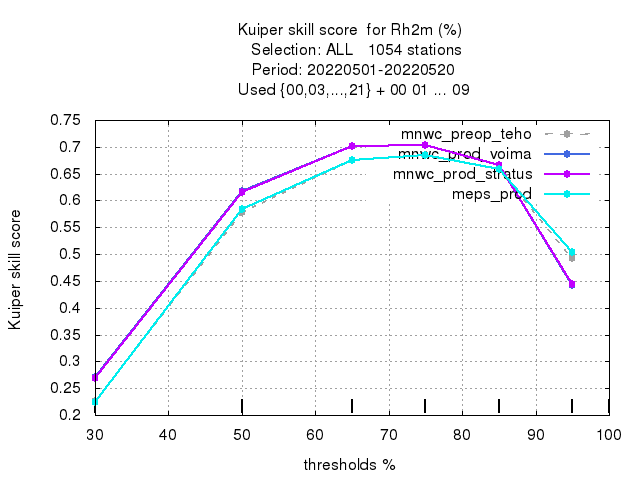 Kuiper skill score  for Rh2m (%)
Selection: ALL   1054 stations
Period: 20220501-20220520
Used {00,03,...,21} + 00 01 ... 09
mnwc_preop_teho
mnwc_prod_voima
mnwc_prod_stratus
meps_prod
Kuiper skill score
0.75
0.7
0.65
0.6
0.55
0.5
0.45
0.4
0.35
0.3
0.25
0.2
30 40 50 60 70 80 90 100
thresholds %